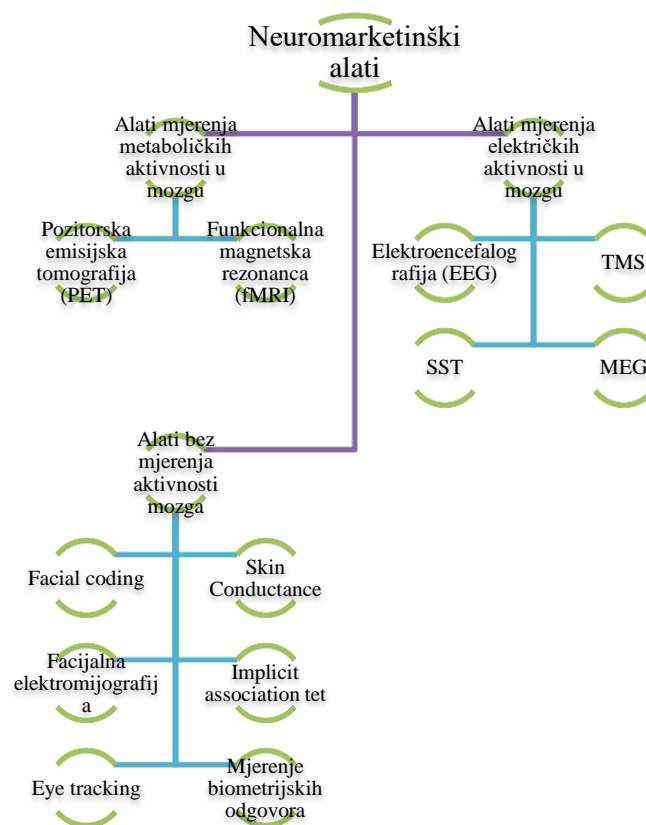 Neuromarketinški
alati
Alati mjerenja
metaboličkih
aktivnosti u
mozgu
Alati mjerenja
električkih
aktivnosti u
mozgu
Pozitorska
emisijska
tomografija
(PET)
Funkcionalna
magnetska
rezonanca
(fMRI)
Elektroencefalog
rafija (EEG)
TMS
SST
MEG
Alati bez
mjerenja
aktivnosti
mozga
Facial coding
Skin
Conductance
Facijalna
elektromijografij
a
Implicit
association tet
Eye tracking
Mjerenje
biometrijskih
odgovora